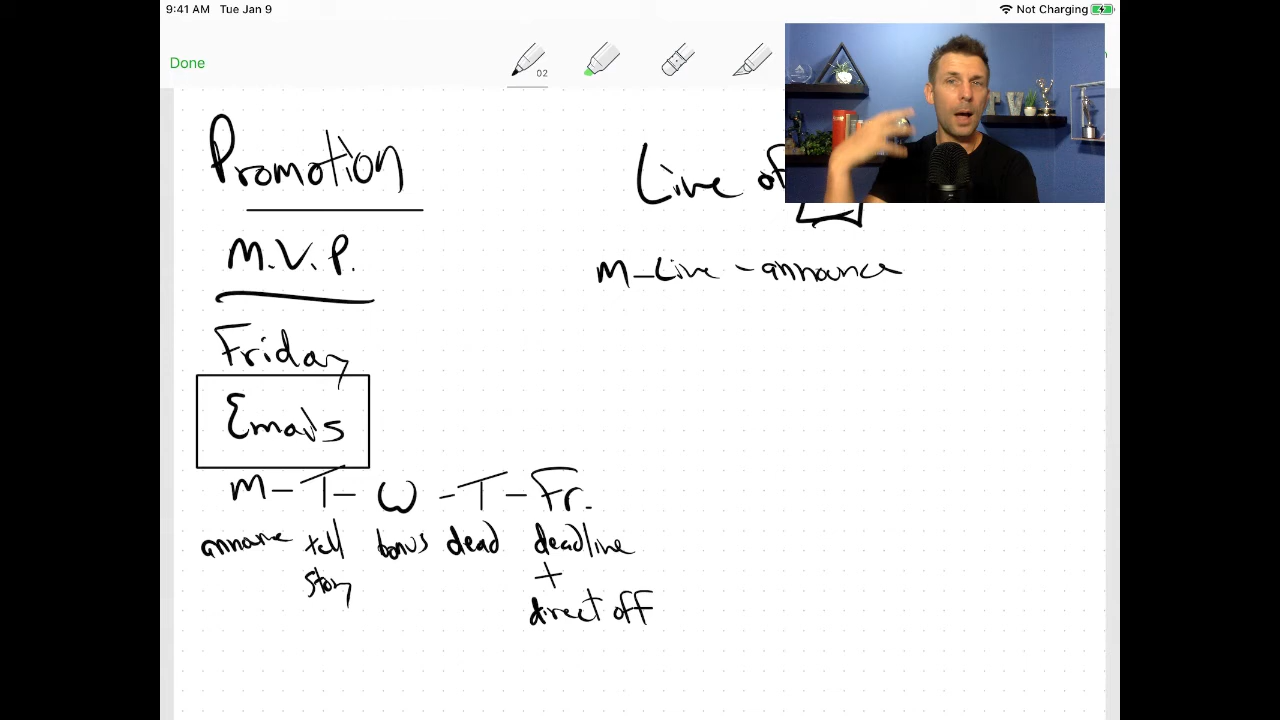 9:41 AM Tue Jan 9
Not Charging
Done
02
Promotion
M.V.P.
Friday
Emails
M - T - W - T - Fr.
announce tell bonus dead deadline
story +
direct off
Live of
M - Live - announce